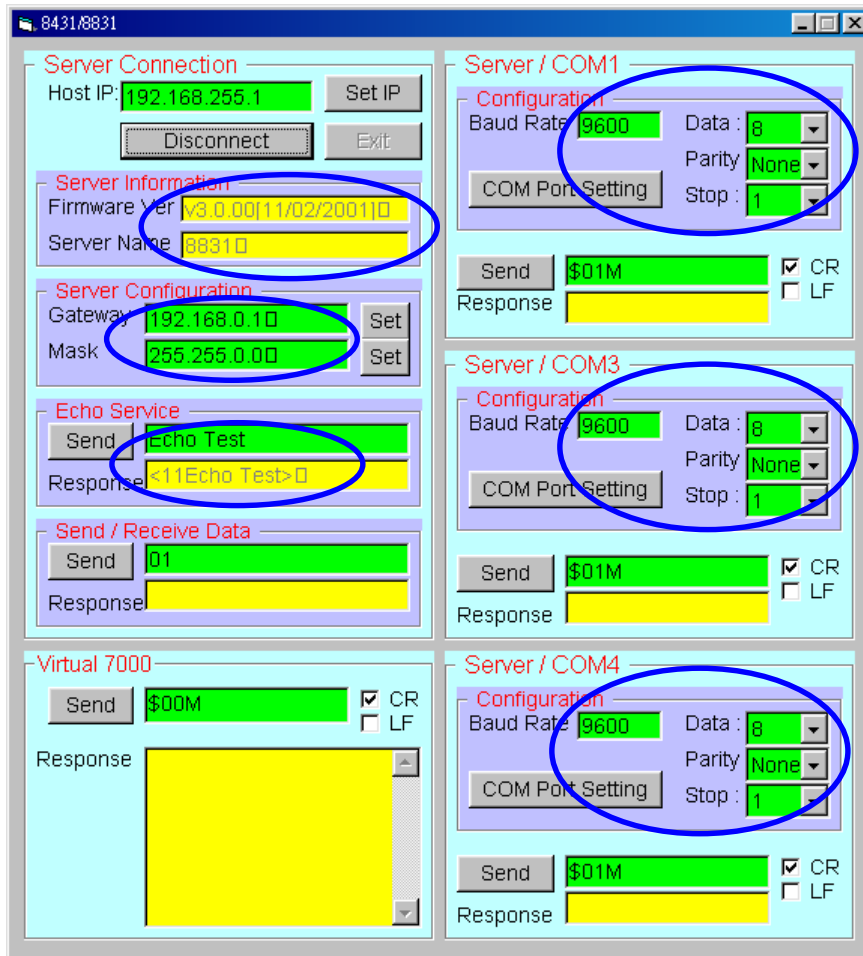 8431/8831
Server Connection
Host IP: 192.168.255.1 Set IP
Disconnect Exit
Server Information
Firmware Ver v3.0.00[11/02/2001]
Server Name 8831
Server Configuration
Gateway 192.168.0.1 Set
Mask 255.255.0.0 Set
Echo Service
Send Echo Test
Response <11Echo Test>
Send / Receive Data
Send 01
Response
Virtual 7000
Send $00M CR
LF
Response
Server / COM1
Configuration
Baud Rate 9600 Data : 8
Parity None
COM Port Setting Stop : 1
Send $01M CR
LF
Response
Server / COM3
Configuration
Baud Rate 9600 Data : 8
Parity None
COM Port Setting Stop : 1
Send $01M CR
LF
Response
Server / COM4
Configuration
Baud Rate 9600 Data : 8
Parity None
COM Port Setting Stop : 1
Send $01M CR
LF
Response